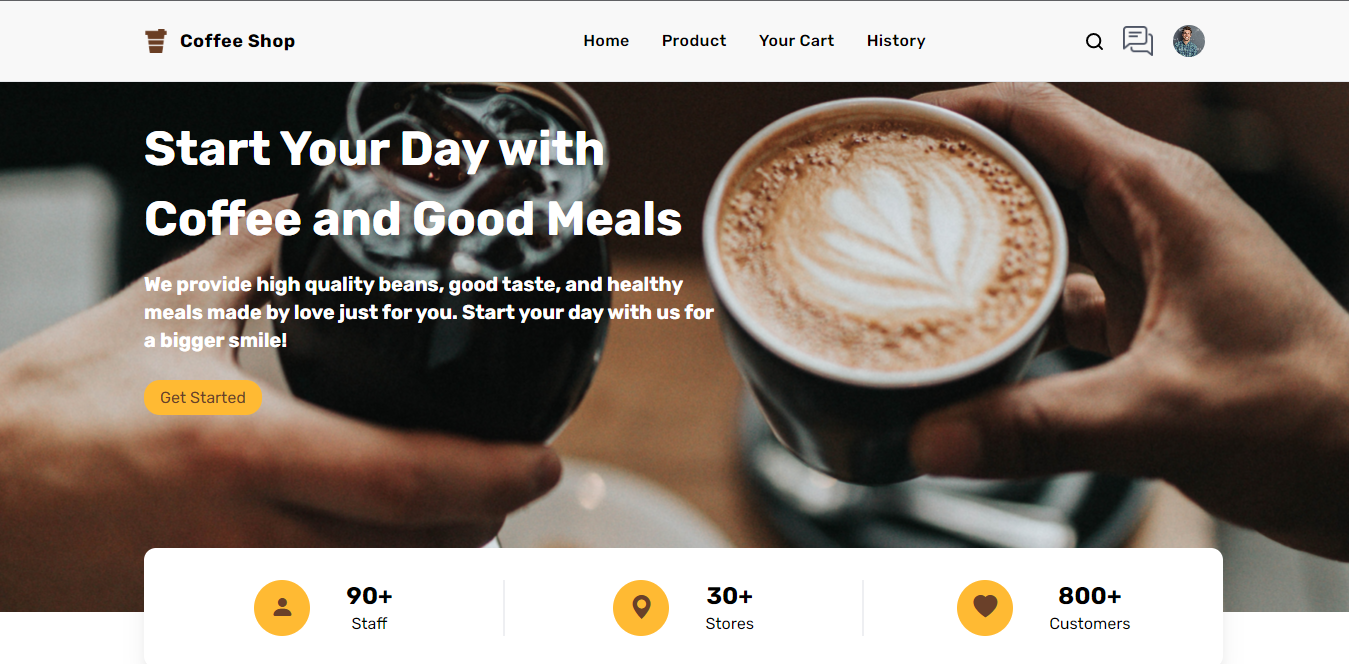 Coffee Shop
Home Product Your Cart History
Start Your Day with
Coffee and Good Meals
We provide high quality beans, good taste, and healthy
meals made by love just for you. Start your day with us for
a bigger smile!
Get Started
90+ 30+ 800+
Staff Stores Customers